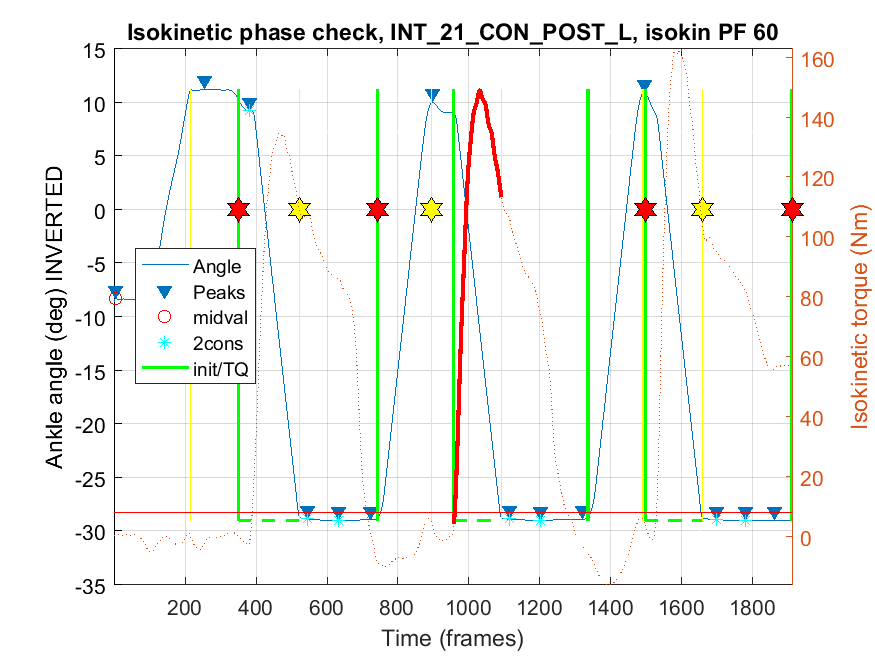 Isokinetic phase check, INT_21_CON_POST_L, isokin PF 60
Ankle angle (deg) INVERTED
15
10
5
0
-5
-10
-15
-20
-25
-30
-35
Angle
Peaks
midval
2cons
init/TQ
160
140
120
100
80
60
40
20
0
Isokinetic torque (Nm)
200 400 600 800 1000 1200 1400 1600 1800
Time (frames)